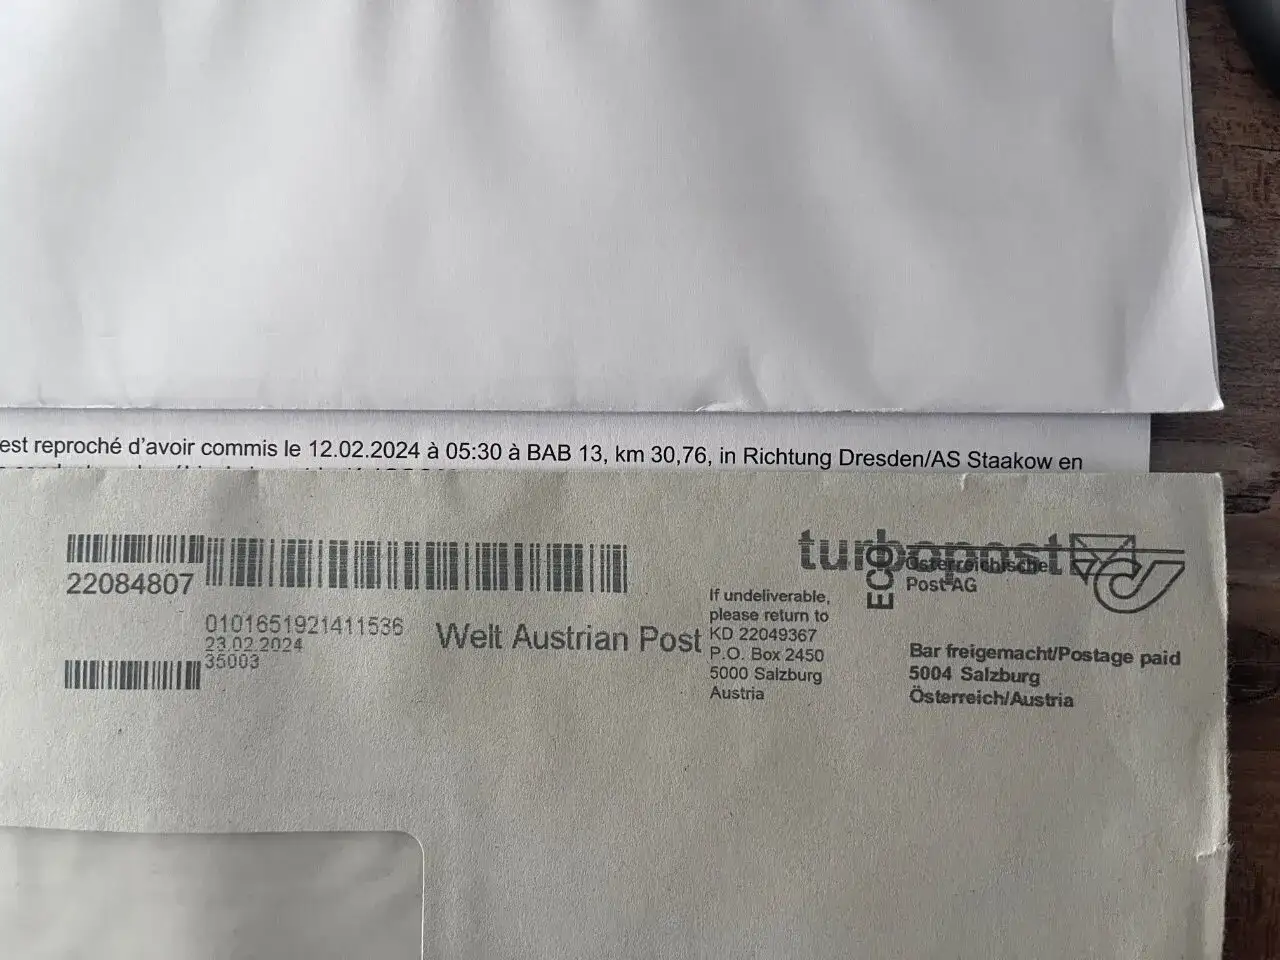 est reproché d’avoir commis le 12.02.2024 à 05:30 à BAB 13, km 30,76, in Richtung Dresden/AS Staakow en
22084807
0101651921411536
23.02.2024
35003
Welt Austrian Post
If undeliverable,
please return to
KD 22049367
P.O. Box 2450
5000 Salzburg
Austria
turbopost
ECO
Österreichische
Post AG
Bar freigemacht/Postage paid
5004 Salzburg
Österreich/Austria